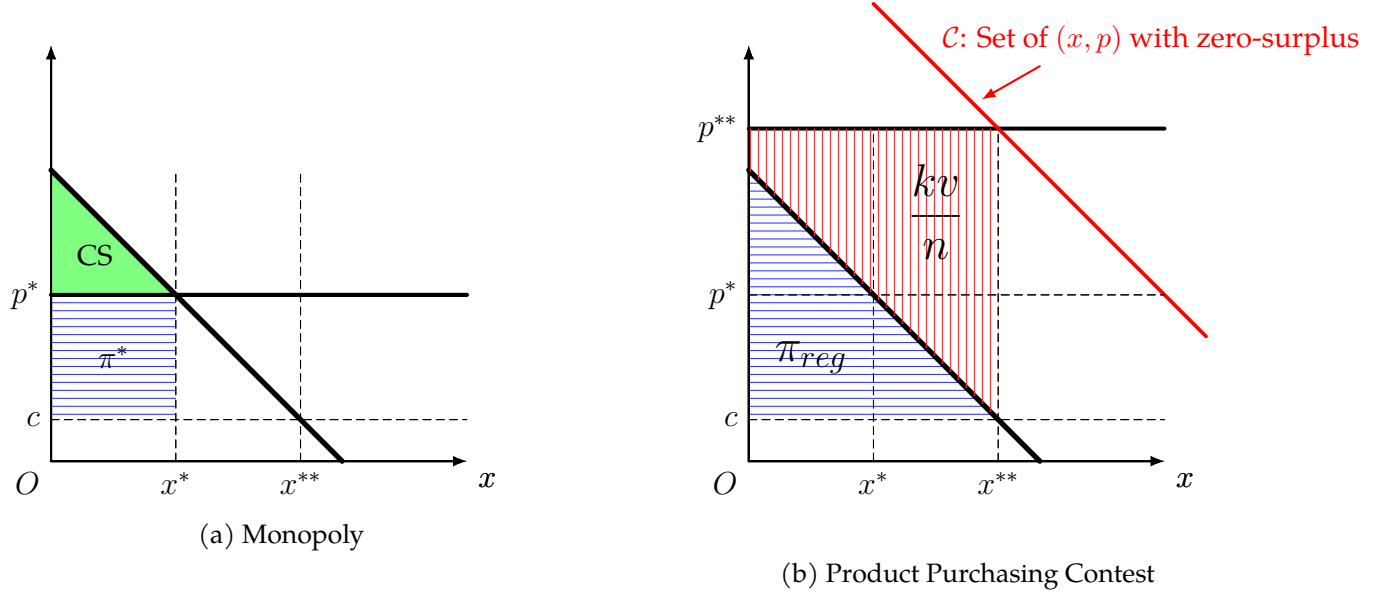 CS
p*
π*
c
O
x*
x**
x
(a) Monopoly
𝒞: Set of (x, p) with zero-surplus
p**
kv
n
p*
π_reg
c
O
x*
x**
x
(b) Product Purchasing Contest